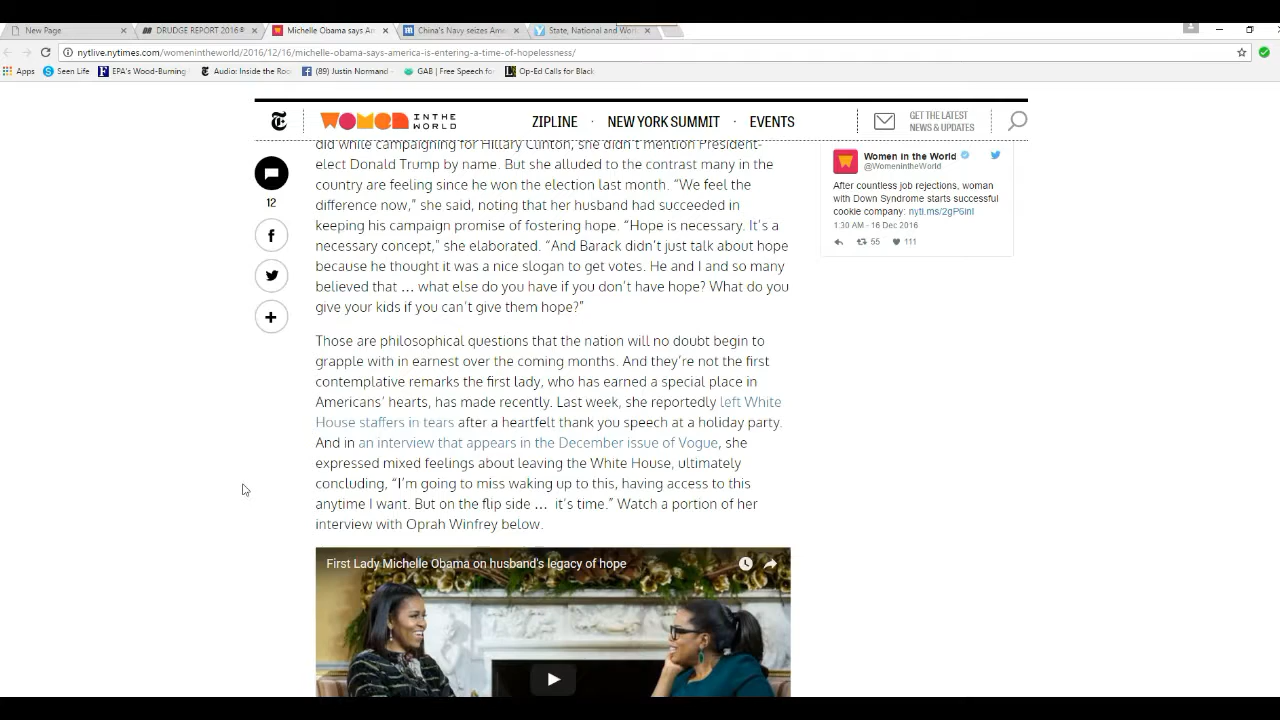 New Page
DRUDGE REPORT 2016®
Michelle Obama says Am
China's Navy seizes Ame
State, National and Worl
nytlive.nytimes.com/womenintheworld/2016/12/16/michelle-obama-says-america-is-entering-a-time-of-hopelessness/
Apps
Seen Life
EPA's Wood-Burning
Audio: Inside the Roo
(89) Justin Normand
GAB | Free Speech fo
Op-Ed Calls for Black
WOMEN IN THE WORLD
ZIPLINE · NEW YORK SUMMIT · EVENTS
GET THE LATEST
NEWS & UPDATES
did while campaigning for Hillary Clinton; she didn't mention President-
elect Donald Trump by name. But she alluded to the contrast many in the
country are feeling since he won the election last month. “We feel the
difference now,” she said, noting that her husband had succeeded in
keeping his campaign promise of fostering hope. “Hope is necessary. It's a
necessary concept,” she elaborated. “And Barack didn't just talk about hope
because he thought it was a nice slogan to get votes. He and I and so many
believed that … what else do you have if you don't have hope? What do you
give your kids if you can't give them hope?”
12
Those are philosophical questions that the nation will no doubt begin to
grapple with in earnest over the coming months. And they're not the first
contemplative remarks the first lady, who has earned a special place in
Americans' hearts, has made recently. Last week, she reportedly left White
House staffers in tears after a heartfelt thank you speech at a holiday party.
And in an interview that appears in the December issue of Vogue, she
expressed mixed feelings about leaving the White House, ultimately
concluding, “I'm going to miss waking up to this, having access to this
anytime I want. But on the flip side … it's time.” Watch a portion of her
interview with Oprah Winfrey below.
First Lady Michelle Obama on husband's legacy of hope
Women in the World
@WomenintheWorld
After countless job rejections, woman
with Down Syndrome starts successful
cookie company: nyti.ms/2gP6inI
1:30 AM - 16 Dec 2016
55 111